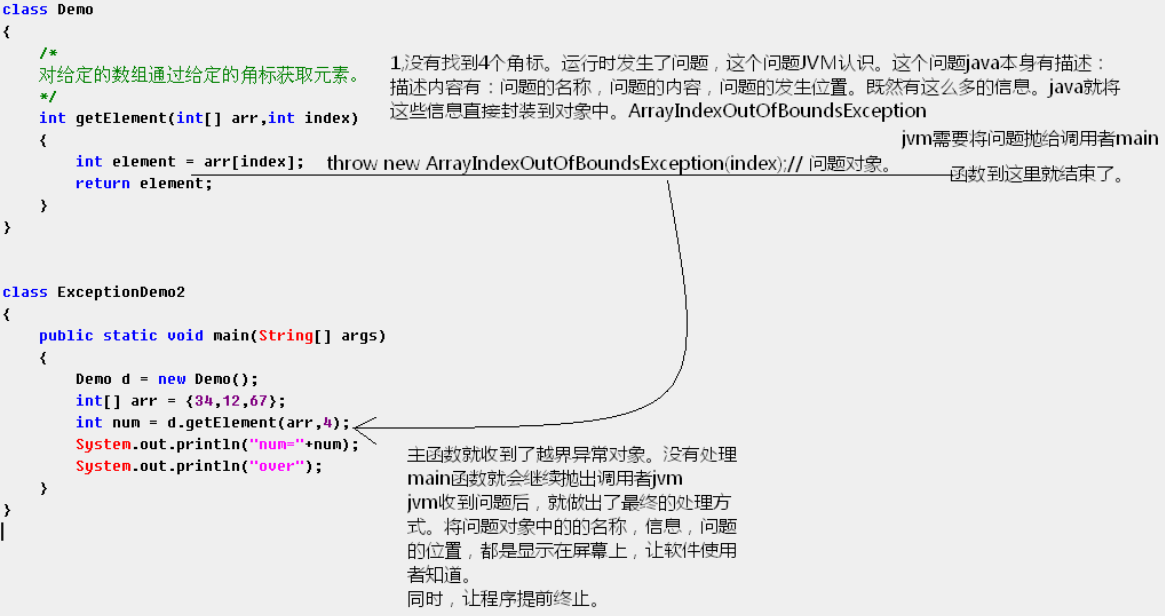 class Demo
{
/*
对给定的数组通过给定的角标获取元素。
*/
int getElement(int[] arr,int index)
{
int element = arr[index];
return element;
}
}
1,没有找到4个角标。运行时发生了问题，这个问题JVM认识。这个问题java本身有描述：
描述内容有：问题的名称，问题的内容，问题的发生位置。既然有这么多的信息。java就将
这些信息直接封装到对象中。ArrayIndexOutOfBoundsException
jvm需要将问题抛给调用者main
throw new ArrayIndexOutOfBoundsException(index);// 问题对象。
函数到这里就结束了。
class ExceptionDemo2
{
public static void main(String[] args)
{
Demo d = new Demo();
int[] arr = {34,12,67};
int num = d.getElement(arr,4);
System.out.println("num="+num);
System.out.println("over");
}
}
主函数就收到了越界异常对象。没有处理
main函数就会继续抛出调用者jvm
jvm收到问题后，就做出了最终的处理方
式。将问题对象中的的名称，信息，问题
的位置，都是显示在屏幕上，让软件使用
者知道。
同时，让程序提前终止。